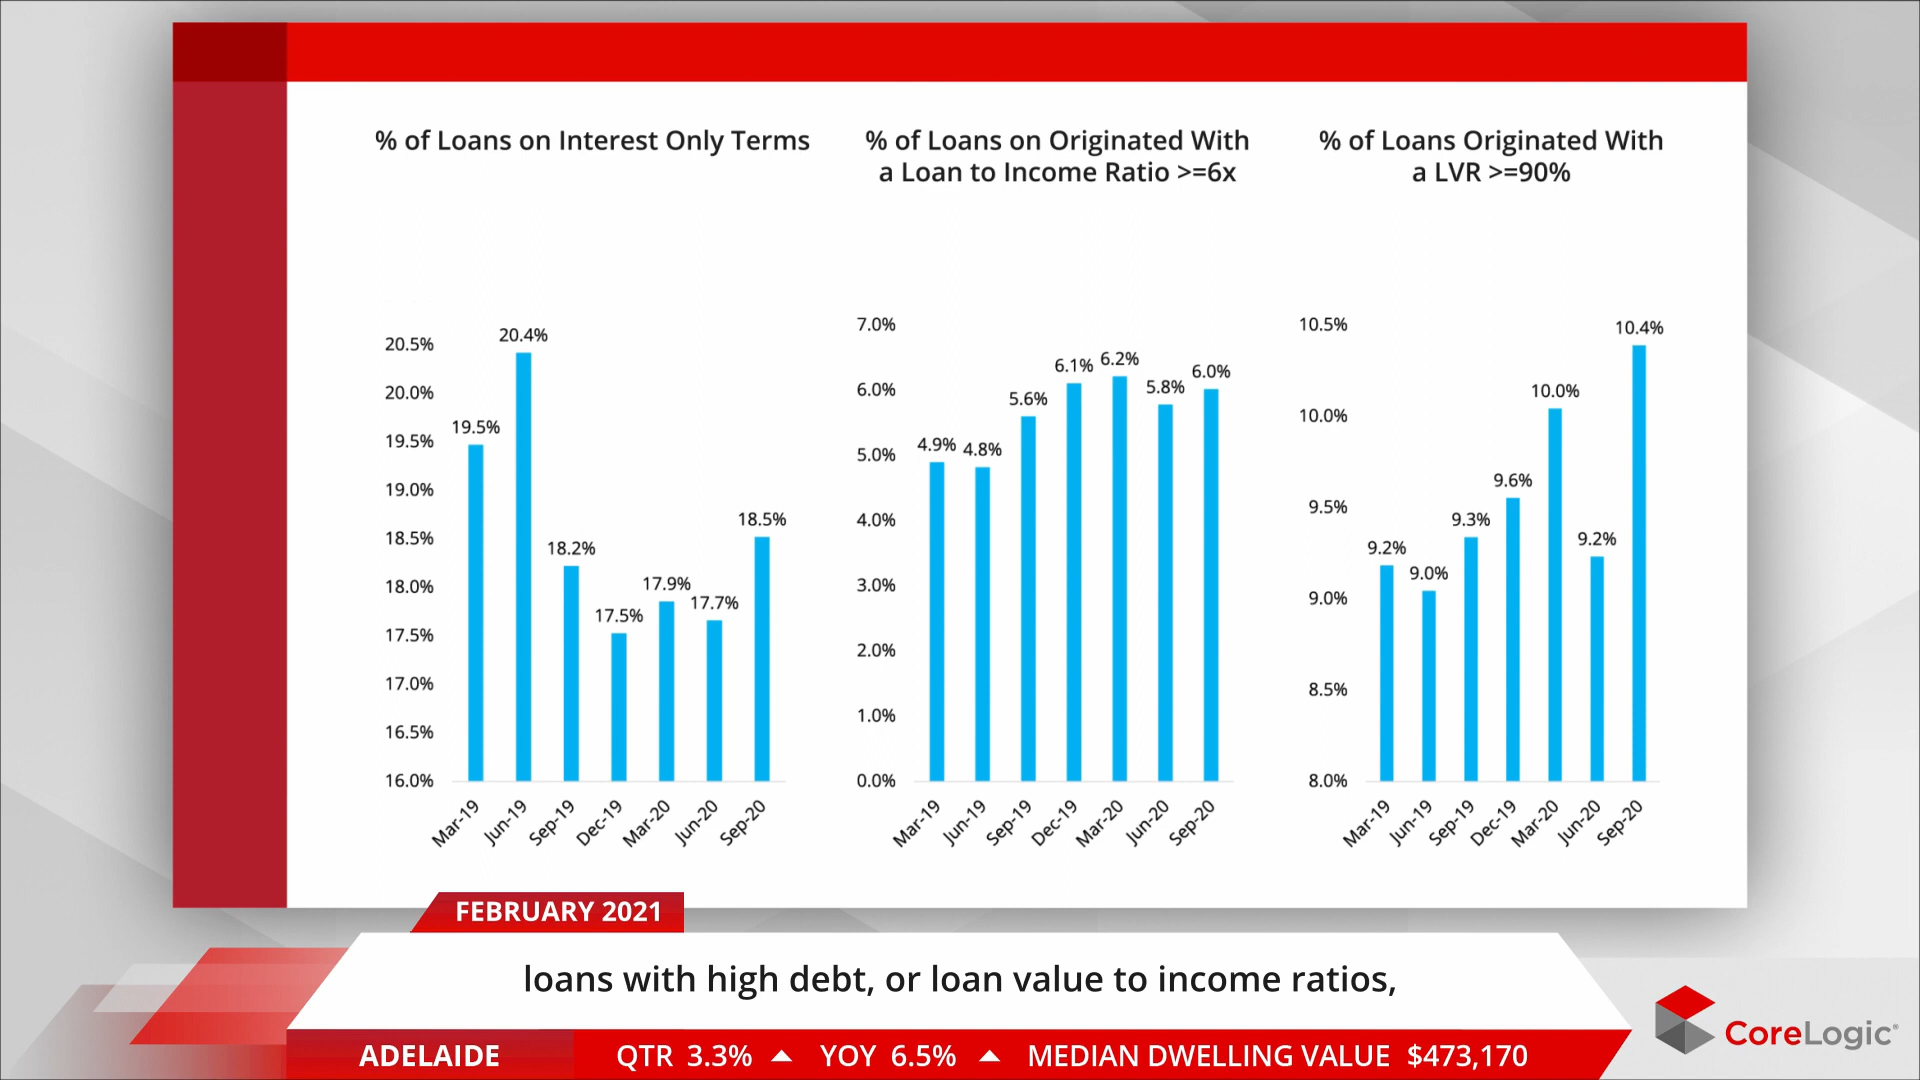 % of Loans on Interest Only Terms
20.5%
20.0%
19.5%
19.0%
18.5%
18.0%
17.5%
17.0%
16.5%
16.0%
19.5%
20.4%
18.2%
17.5%
17.9%
17.7%
18.5%
Mar-19
Jun-19
Sep-19
Dec-19
Mar-20
Jun-20
Sep-20
% of Loans on Originated With
a Loan to Income Ratio >=6x
7.0%
6.0%
5.0%
4.0%
3.0%
2.0%
1.0%
0.0%
4.9%
4.8%
5.6%
6.1%
6.2%
5.8%
6.0%
Mar-19
Jun-19
Sep-19
Dec-19
Mar-20
Jun-20
Sep-20
% of Loans Originated With
a LVR >=90%
10.5%
10.0%
9.5%
9.0%
8.5%
8.0%
9.2%
9.0%
9.3%
9.6%
10.0%
9.2%
10.4%
Mar-19
Jun-19
Sep-19
Dec-19
Mar-20
Jun-20
Sep-20
FEBRUARY 2021
loans with high debt, or loan value to income ratios,
ADELAIDE QTR 3.3% YOY 6.5% MEDIAN DWELLING VALUE $473,170
CoreLogic®